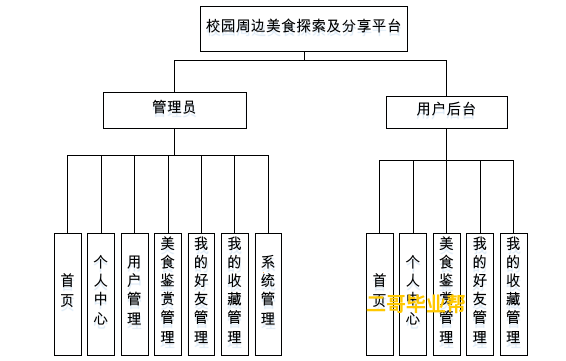 校园周边美食探索及分享平台
管理员
用户后台
首页
个人中心
用户管理
美食鉴赏管理
我的好友管理
我的收藏管理
系统管理
首页
个人中心
美食鉴赏管理
我的好友管理
我的收藏管理
二哥毕业帮